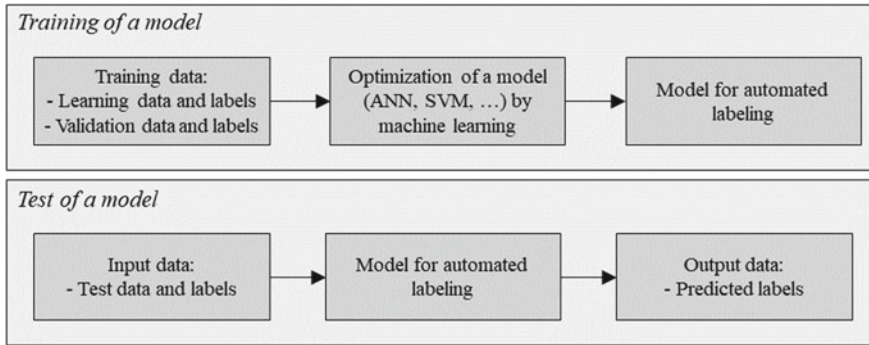 Training of a model
Training data:
- Learning data and labels
- Validation data and labels
Optimization of a model
(ANN, SVM, …) by
machine learning
Model for automated
labeling
Test of a model
Input data:
- Test data and labels
Model for automated
labeling
Output data:
- Predicted labels